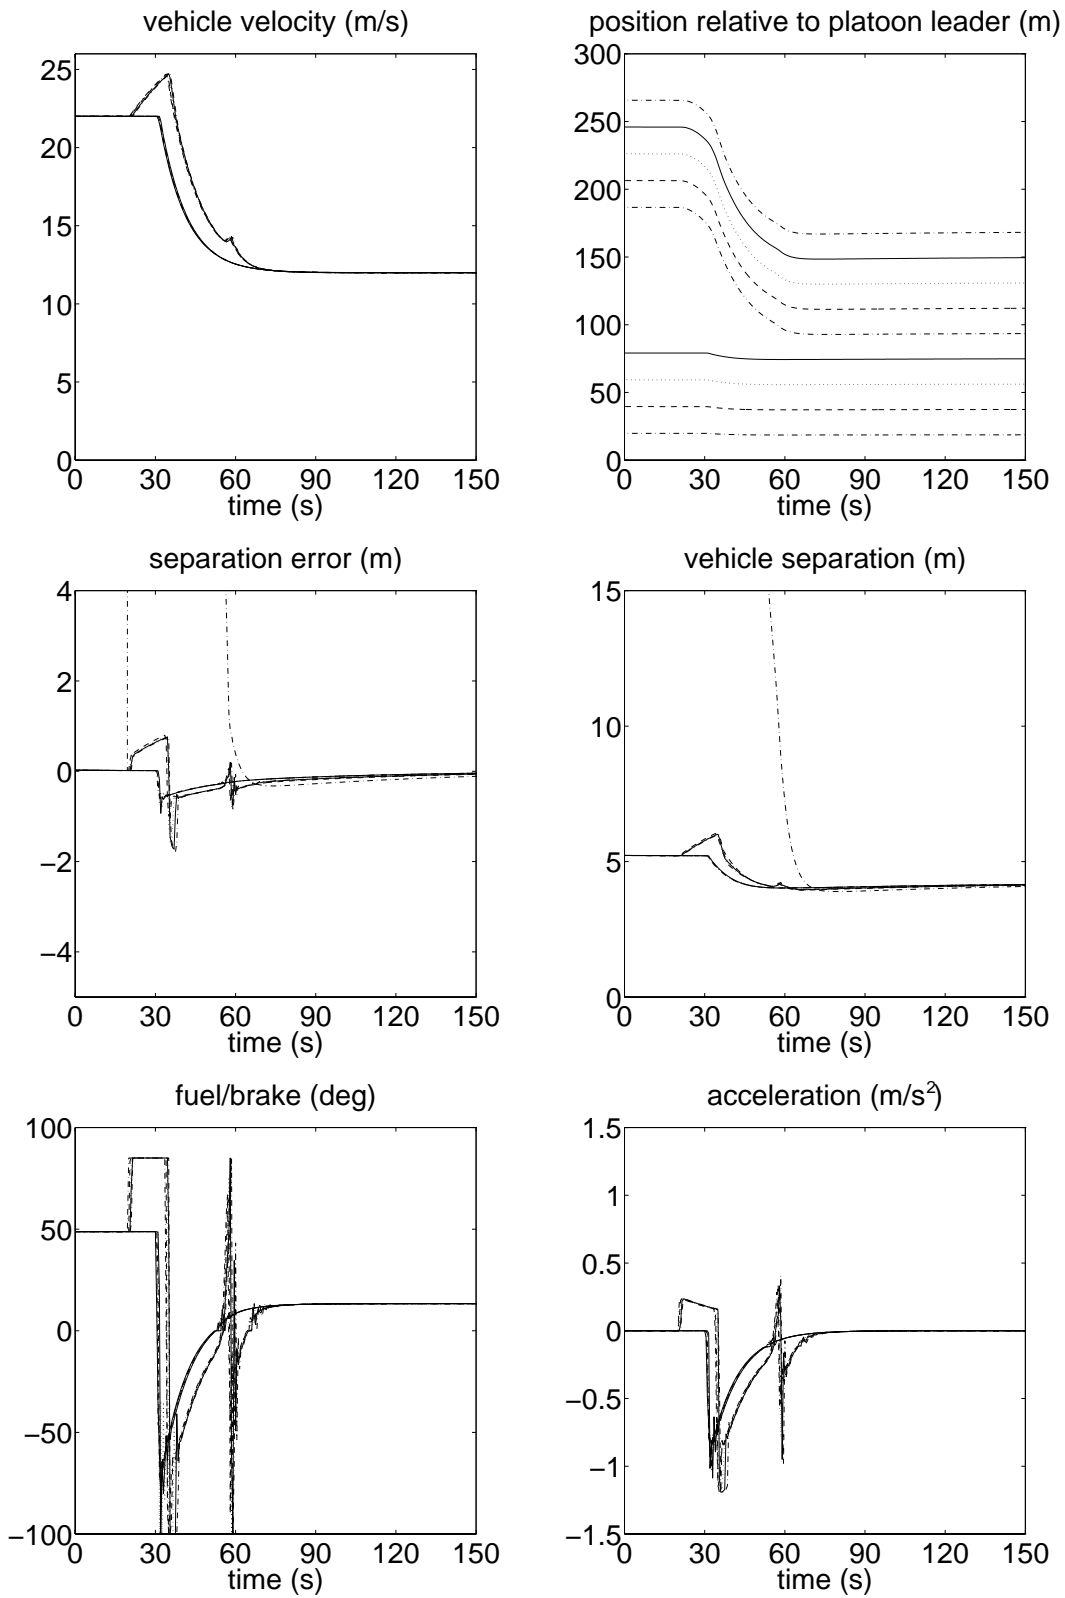 vehicle velocity (m/s)
25
20
15
10
5
0
0 30 60 90 120 150
time (s)
position relative to platoon leader (m)
300
250
200
150
100
50
0
0 30 60 90 120 150
time (s)
separation error (m)
4
2
0
−2
−4
0 30 60 90 120 150
time (s)
vehicle separation (m)
15
10
5
0
0 30 60 90 120 150
time (s)
fuel/brake (deg)
100
50
0
−50
−100
0 30 60 90 120 150
time (s)
acceleration (m/s²)
1.5
1
0.5
0
−0.5
−1
−1.5
0 30 60 90 120 150
time (s)